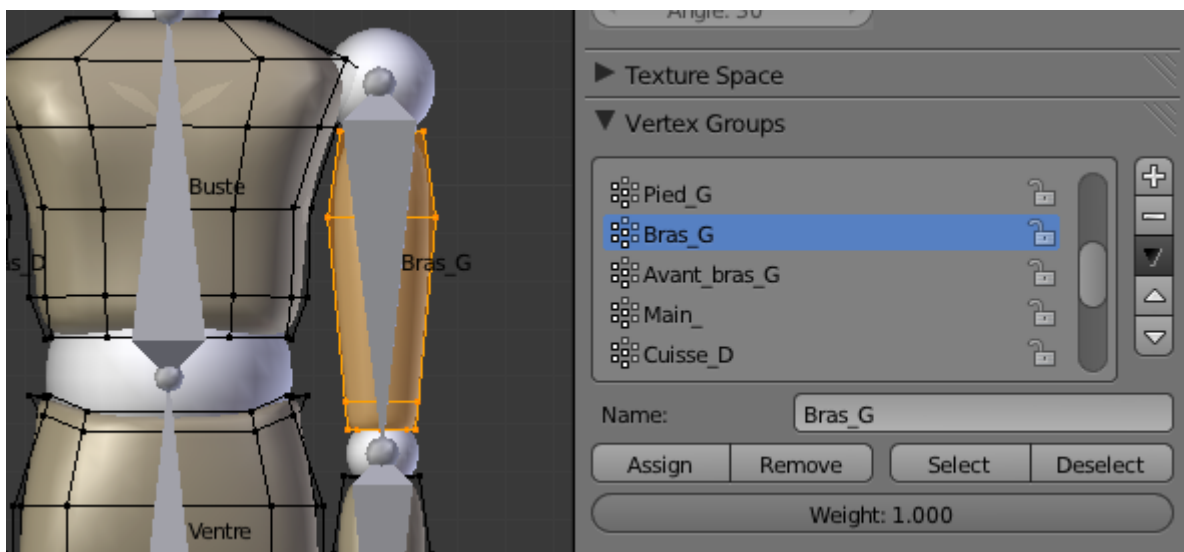 Angle: 30
Texture Space
Vertex Groups
Buste
Pied_G
Bras_G
as_D
Bras_G
Avant_bras_G
Main_
Cuisse_D
Name:
Bras_G
Assign
Remove
Select
Deselect
Weight: 1.000
Ventre